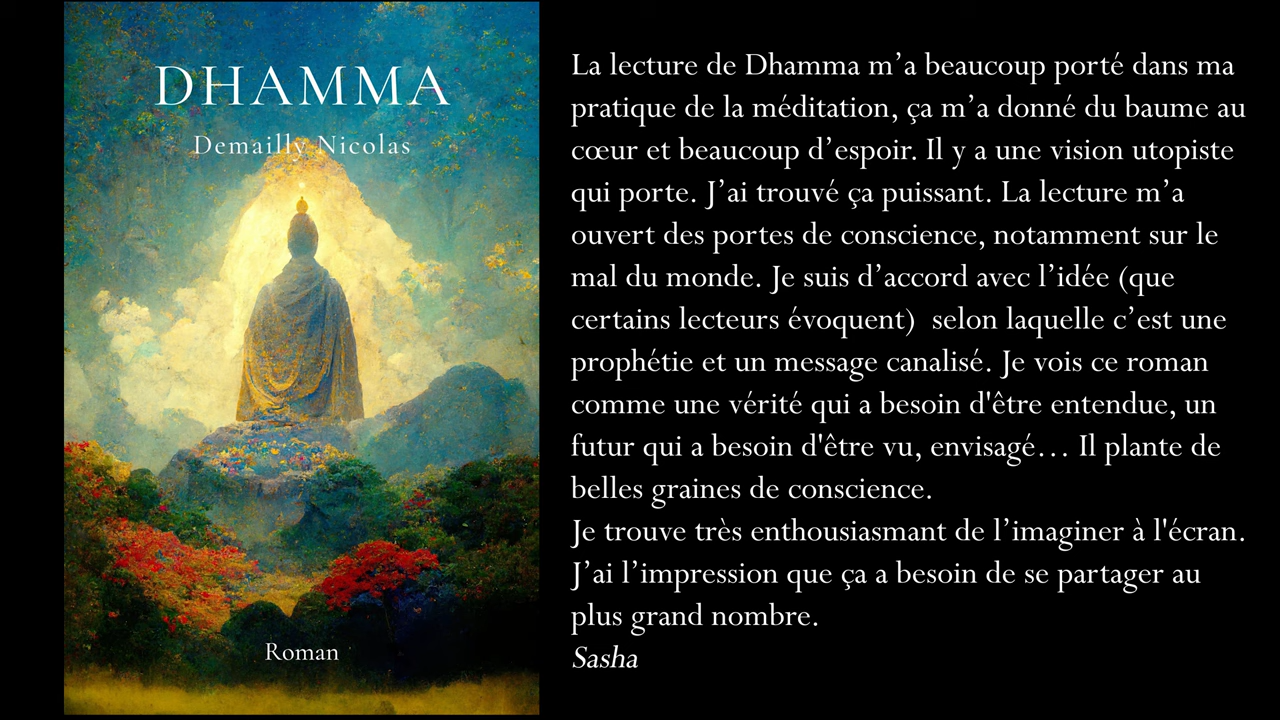 DHAMMA
Demailly Nicolas
Roman
La lecture de Dhamma m’a beaucoup porté dans ma
pratique de la méditation, ça m’a donné du baume au
cœur et beaucoup d’espoir. Il y a une vision utopiste
qui porte. J’ai trouvé ça puissant. La lecture m’a
ouvert des portes de conscience, notamment sur le
mal du monde. Je suis d’accord avec l’idée (que
certains lecteurs évoquent)  selon laquelle c’est une
prophétie et un message canalisé. Je vois ce roman
comme une vérité qui a besoin d'être entendue, un
futur qui a besoin d'être vu, envisagé… Il plante de
belles graines de conscience.
Je trouve très enthousiasmant de l’imaginer à l'écran.
J’ai l’impression que ça a besoin de se partager au
plus grand nombre.
Sasha